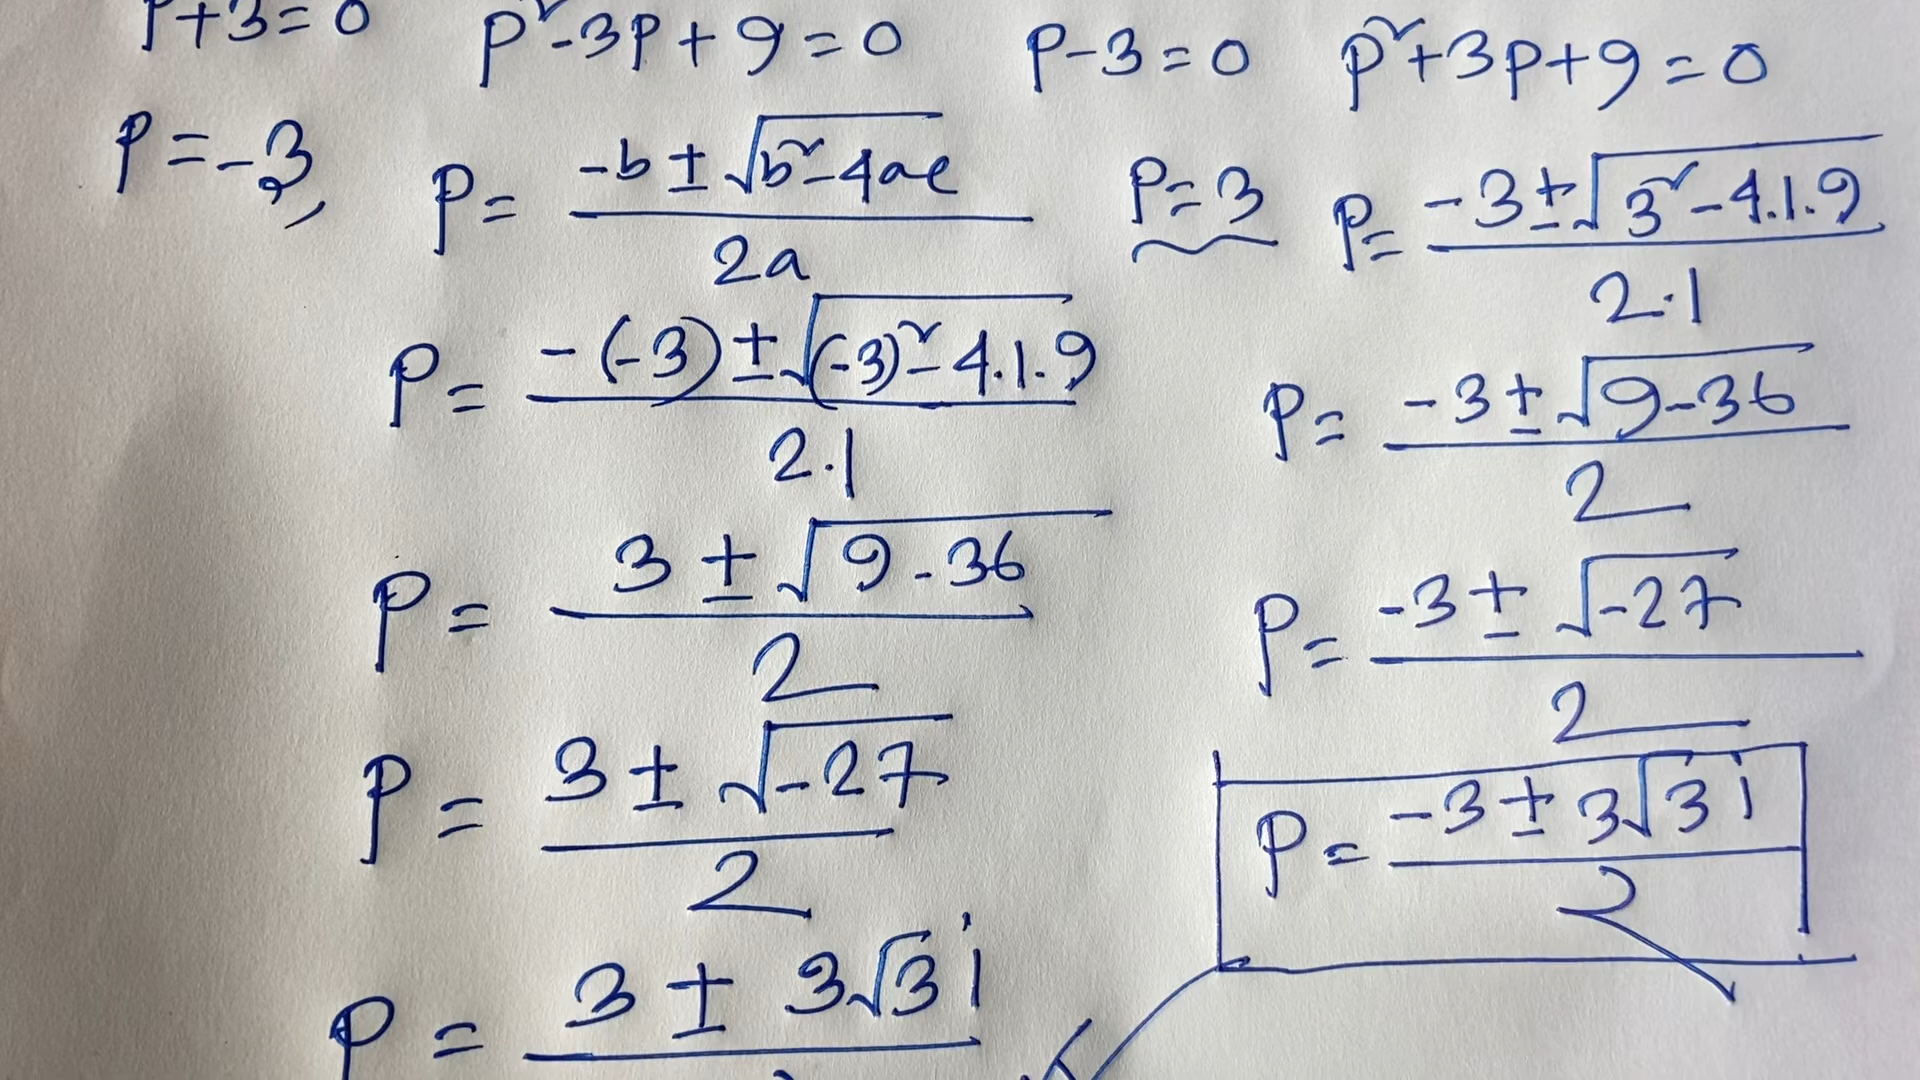 P+3=0 p²-3p+9=0 p-3=0 p²+3p+9=0
P=-3, P= (-b±√(b²-4ac))/(2a) P=3 P= (-3±√(3²-4.1.9))/(2.1)
P= (-(-3)±√((-3)²-4.1.9))/(2.1) P= (-3±√(9-36))/2
P= (3±√(9-36))/2 P= (-3±√(-27))/2
P= (3±√(-27))/2 P= (-3±3√3 i)/2
P= 3±3√3 i